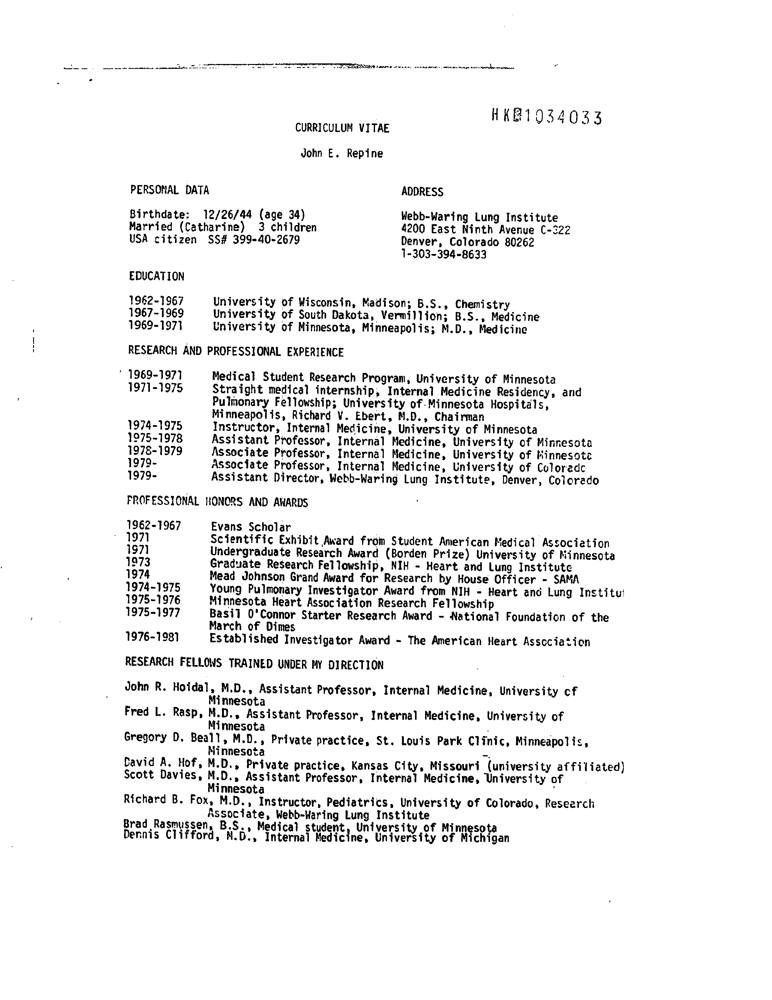 HK01034033
CURRICULUM VITAE
John E. Repine
PERSONAL DATA
Birthdate: 12/26/44 (age 34)
Married (Catharine) 3 children
USA citizen SS# 399-40-2679
ADDRESS
Webb-Waring Lung Institute
4200 East Ninth Avenue C-322
Denver, Colorado 80262
1-303-394-8633
EDUCATION
1962-1967 University of Wisconsin, Madison; B.S., Chemistry
1967-1969 University of South Dakota, Vermillion; B.S., Medicine
1969-1971 University of Minnesota, Minneapolis; M.D., Medicine
RESEARCH AND PROFESSIONAL EXPERIENCE
1969-1971 Medical Student Research Program, University of Minnesota
1971-1975 Straight medical internship, Internal Medicine Residency, and
Pulmonary Fellowship; University of Minnesota Hospitals,
Minneapolis, Richard V. Ebert, M.D., Chairman
1974-1975 Instructor, Internal Medicine, University of Minnesota
1975-1978 Assistant Professor, Internal Medicine, University of Minnesota
1978-1979 Associate Professor, Internal Medicine, University of Minnesota
1979- Associate Professor, Internal Medicine, University of Colorado
1979- Assistant Director, Webb-Waring Lung Institute, Denver, Colorado
PROFESSIONAL HONORS AND AWARDS
1962-1967 Evans Scholar
1971 Scientific Exhibit Award from Student American Medical Association
1971 Undergraduate Research Award (Borden Prize) University of Minnesota
1973 Graduate Research Fellowship, NIH - Heart and Lung Institute
1974 Mead Johnson Grand Award for Research by House Officer - SAMA
1974-1975 Young Pulmonary Investigator Award from NIH - Heart and Lung Institu
1975-1976 Minnesota Heart Association Research Fellowship
1975-1977 Basil O'Connor Starter Research Award - National Foundation of the
March of Dimes
1976-1981 Established Investigator Award - The American Heart Association
RESEARCH FELLOWS TRAINED UNDER MY DIRECTION
John R. Hoidal, M.D., Assistant Professor, Internal Medicine, University of
Minnesota
Fred L. Rasp, M.D., Assistant Professor, Internal Medicine, University of
Minnesota
Gregory D. Beall, M.D., Private practice, St. Louis Park Clinic, Minneapolis,
Minnesota
David A. Hof, M.D., Private practice, Kansas City, Missouri (university affiliated)
Scott Davies, M.D., Assistant Professor, Internal Medicine, University of
Minnesota
Richard B. Fox, M.D., Instructor, Pediatrics, University of Colorado, Research
Associate, Webb-Waring Lung Institute
Brad Rasmussen, B.S., Medical student, University of Minnesota
Dennis Clifford, M.D., Internal Medicine, University of Michigan